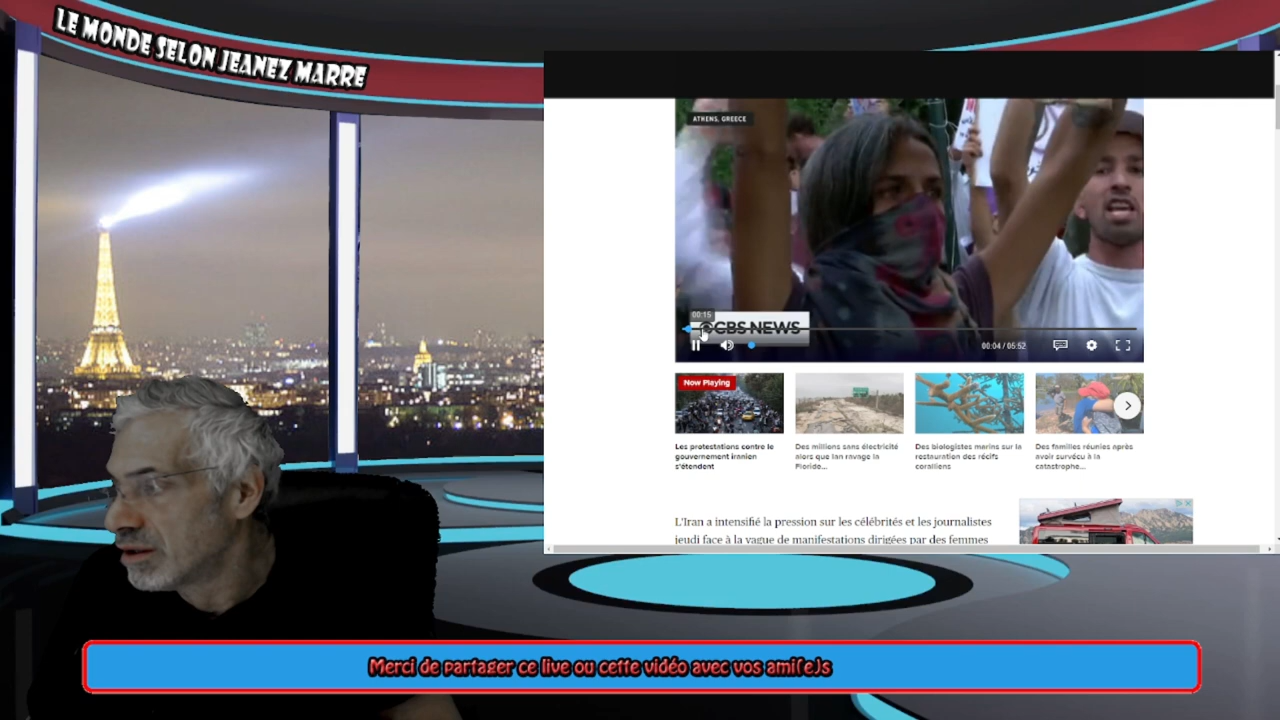 LE MONDE SELON JEANEZ MARRE
ATHENS, GREECE
00:15
CBS NEWS
00:04 / 05:52
Now Playing
Les protestations contre le
gouvernement iranien
s'étendent
Des millions sans électricité
alors que Ian ravage la
Floride...
Des biologistes marins sur la
restauration des récifs
coralliens
Des familles réunies après
avoir survécu à la
catastrophe...
L'Iran a intensifié la pression sur les célébrités et les journalistes
jeudi face à la vague de manifestations dirigées par des femmes
Merci de partager ce live ou cette vidéo avec vos ami(e)s